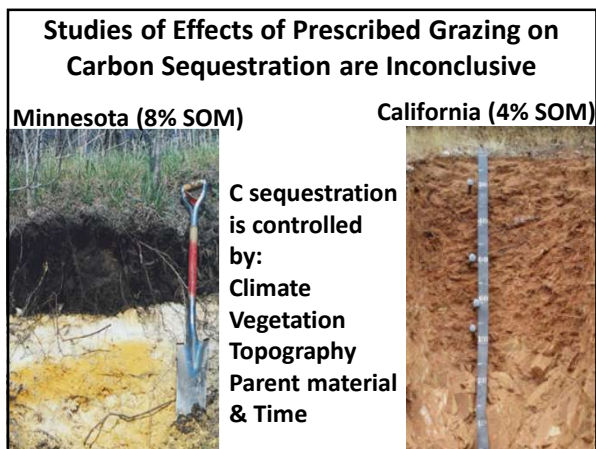 Studies of Effects of Prescribed Grazing on
Carbon Sequestration are Inconclusive
Minnesota (8% SOM)
California (4% SOM)
C sequestration
is controlled
by:
Climate
Vegetation
Topography
Parent material
& Time